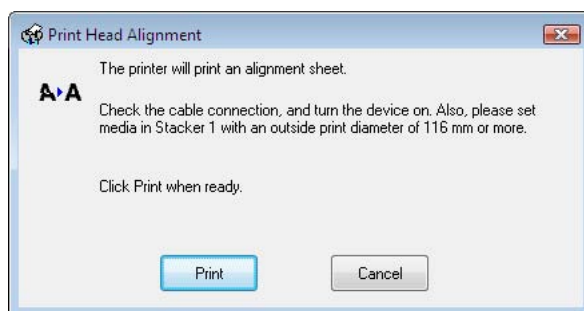 Print Head Alignment
The printer will print an alignment sheet.
A A
Check the cable connection, and turn the device on. Also, please set
media in Stacker 1 with an outside print diameter of 116 mm or more.
Click Print when ready.
Print
Cancel